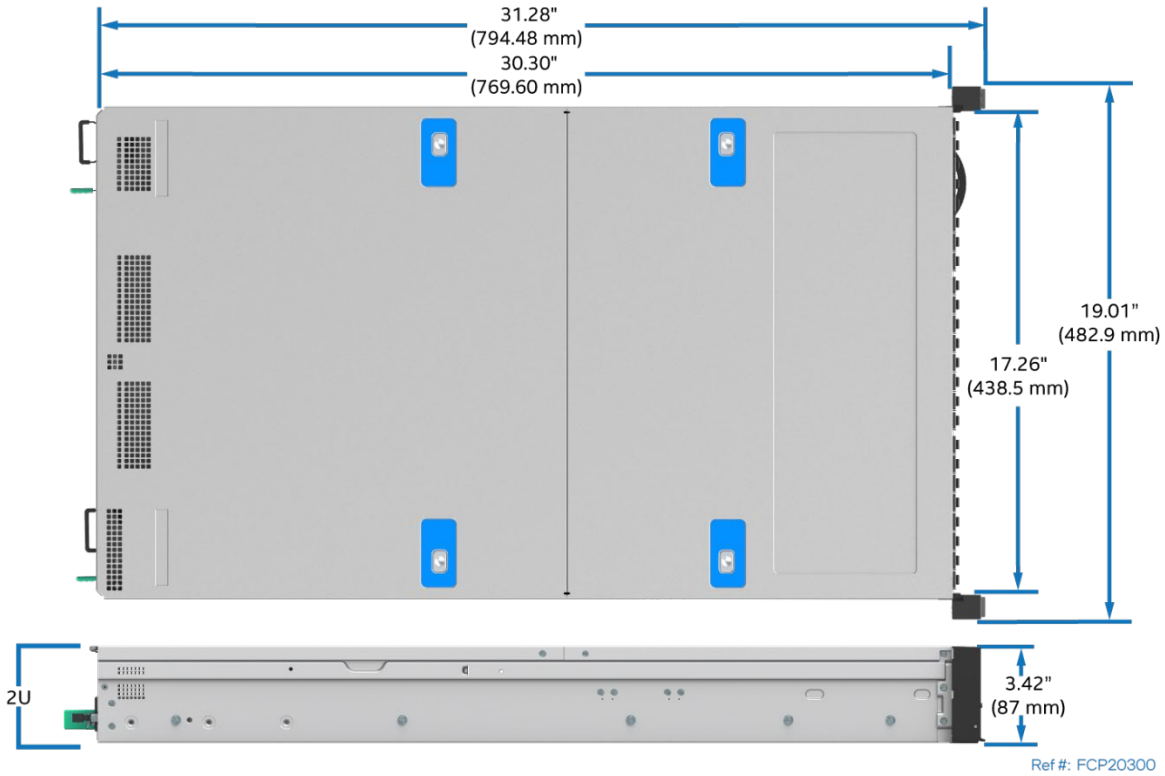 31.28"
(794.48 mm)
30.30"
(769.60 mm)
19.01"
(482.9 mm)
17.26"
(438.5 mm)
2U
3.42"
(87 mm)
Ref #: FCP20300